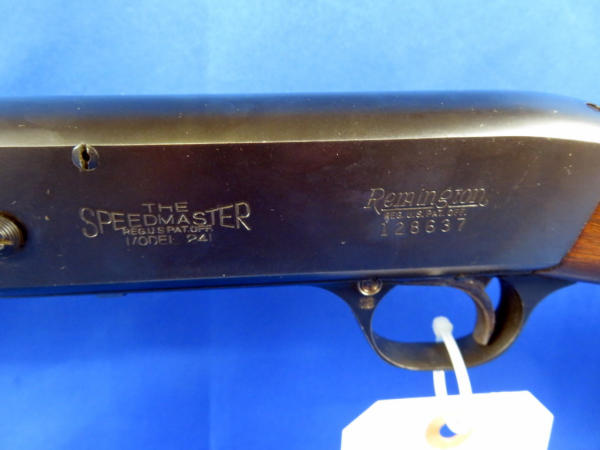 THE
SPEEDMASTER
REG.U.S.PAT.OFF.
MODEL 241
Remington
REG.U.S. PAT. OFF.
128637